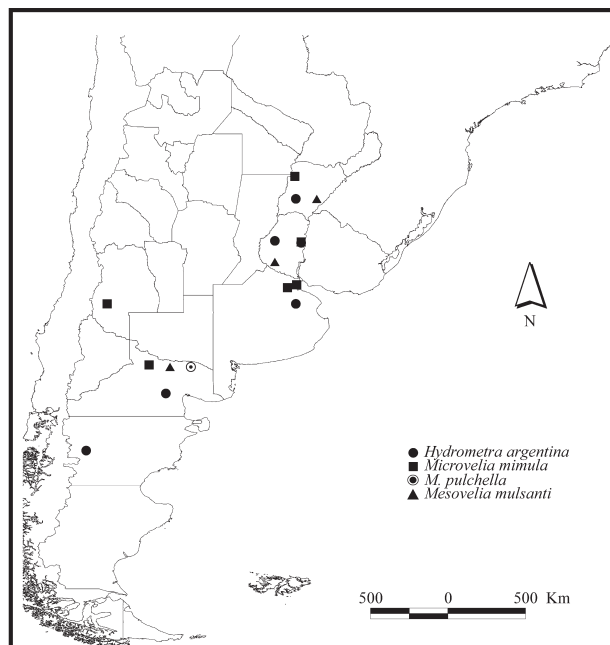 N
Hydrometra argentina
Microvelia mimula
M. pulchella
Mesovelia mulsanti
500 0 500 Km